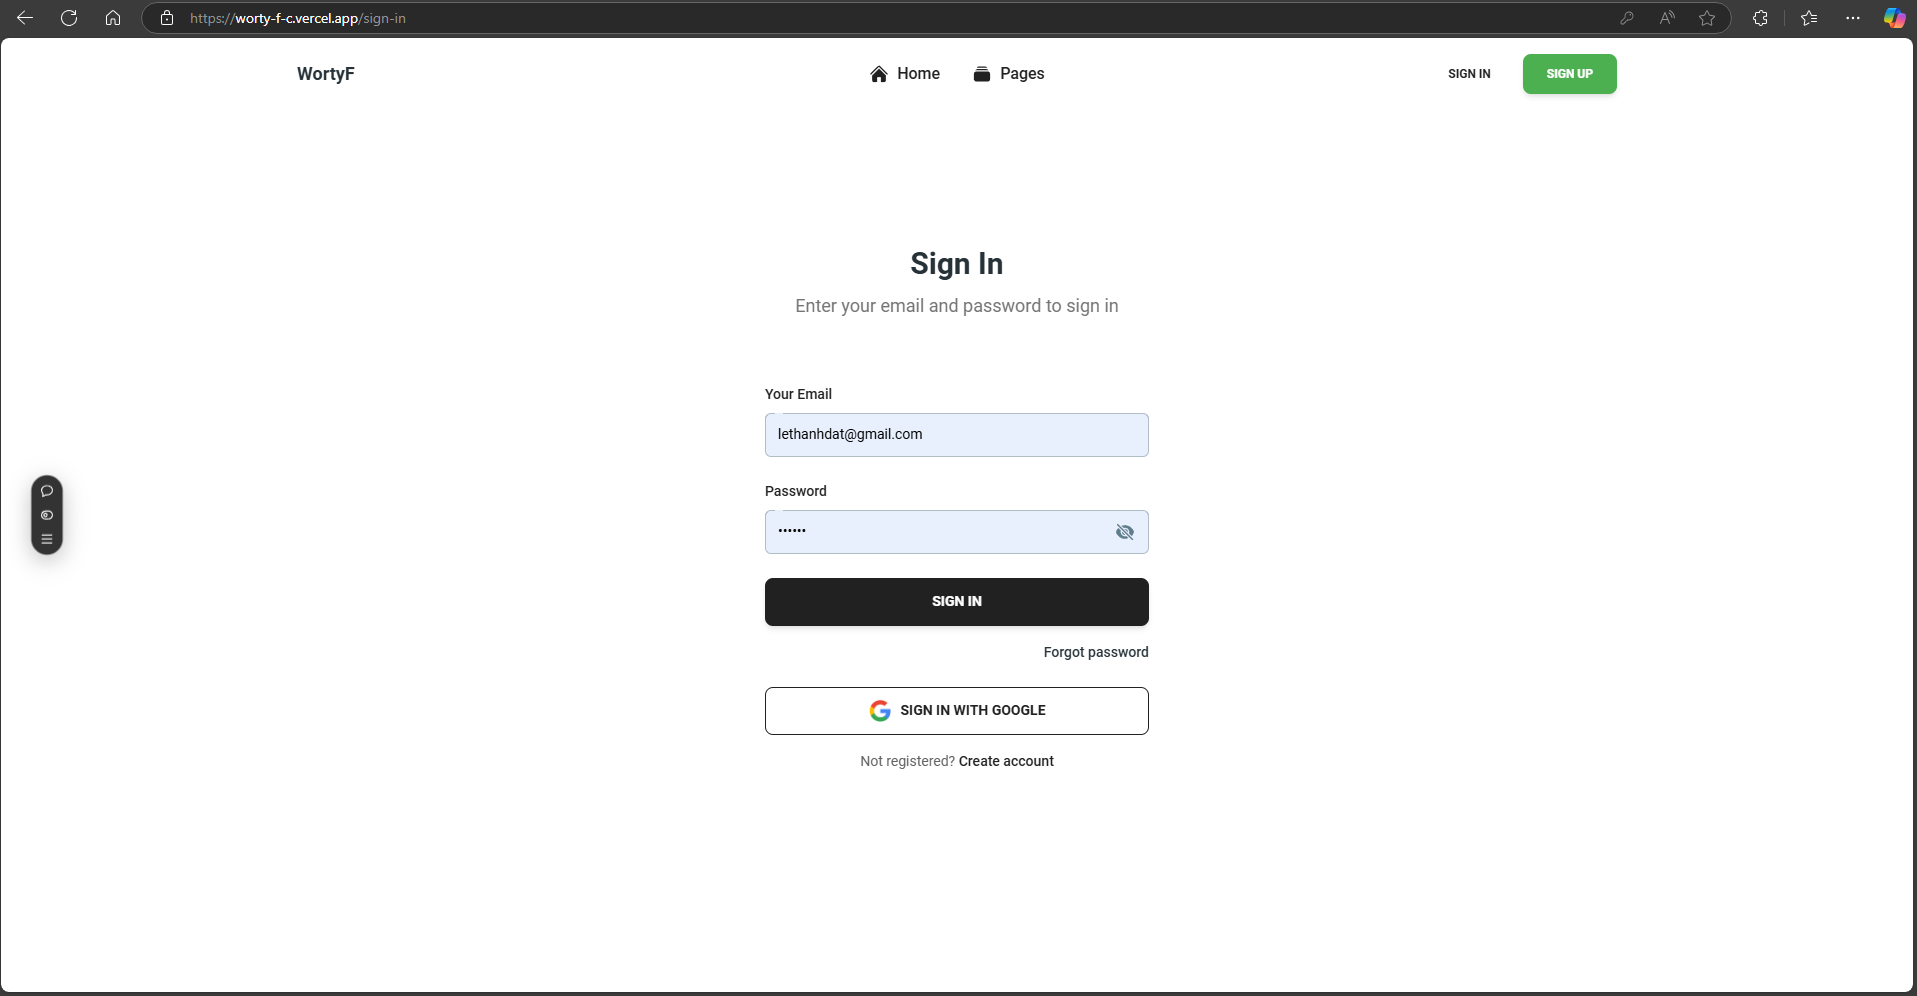 https://worty-f-c.vercel.app/sign-in
WortyF
Home
Pages
SIGN IN
SIGN UP
Sign In
Enter your email and password to sign in
Your Email
lethanhdat@gmail.com
Password
••••••
SIGN IN
Forgot password
SIGN IN WITH GOOGLE
Not registered? Create account